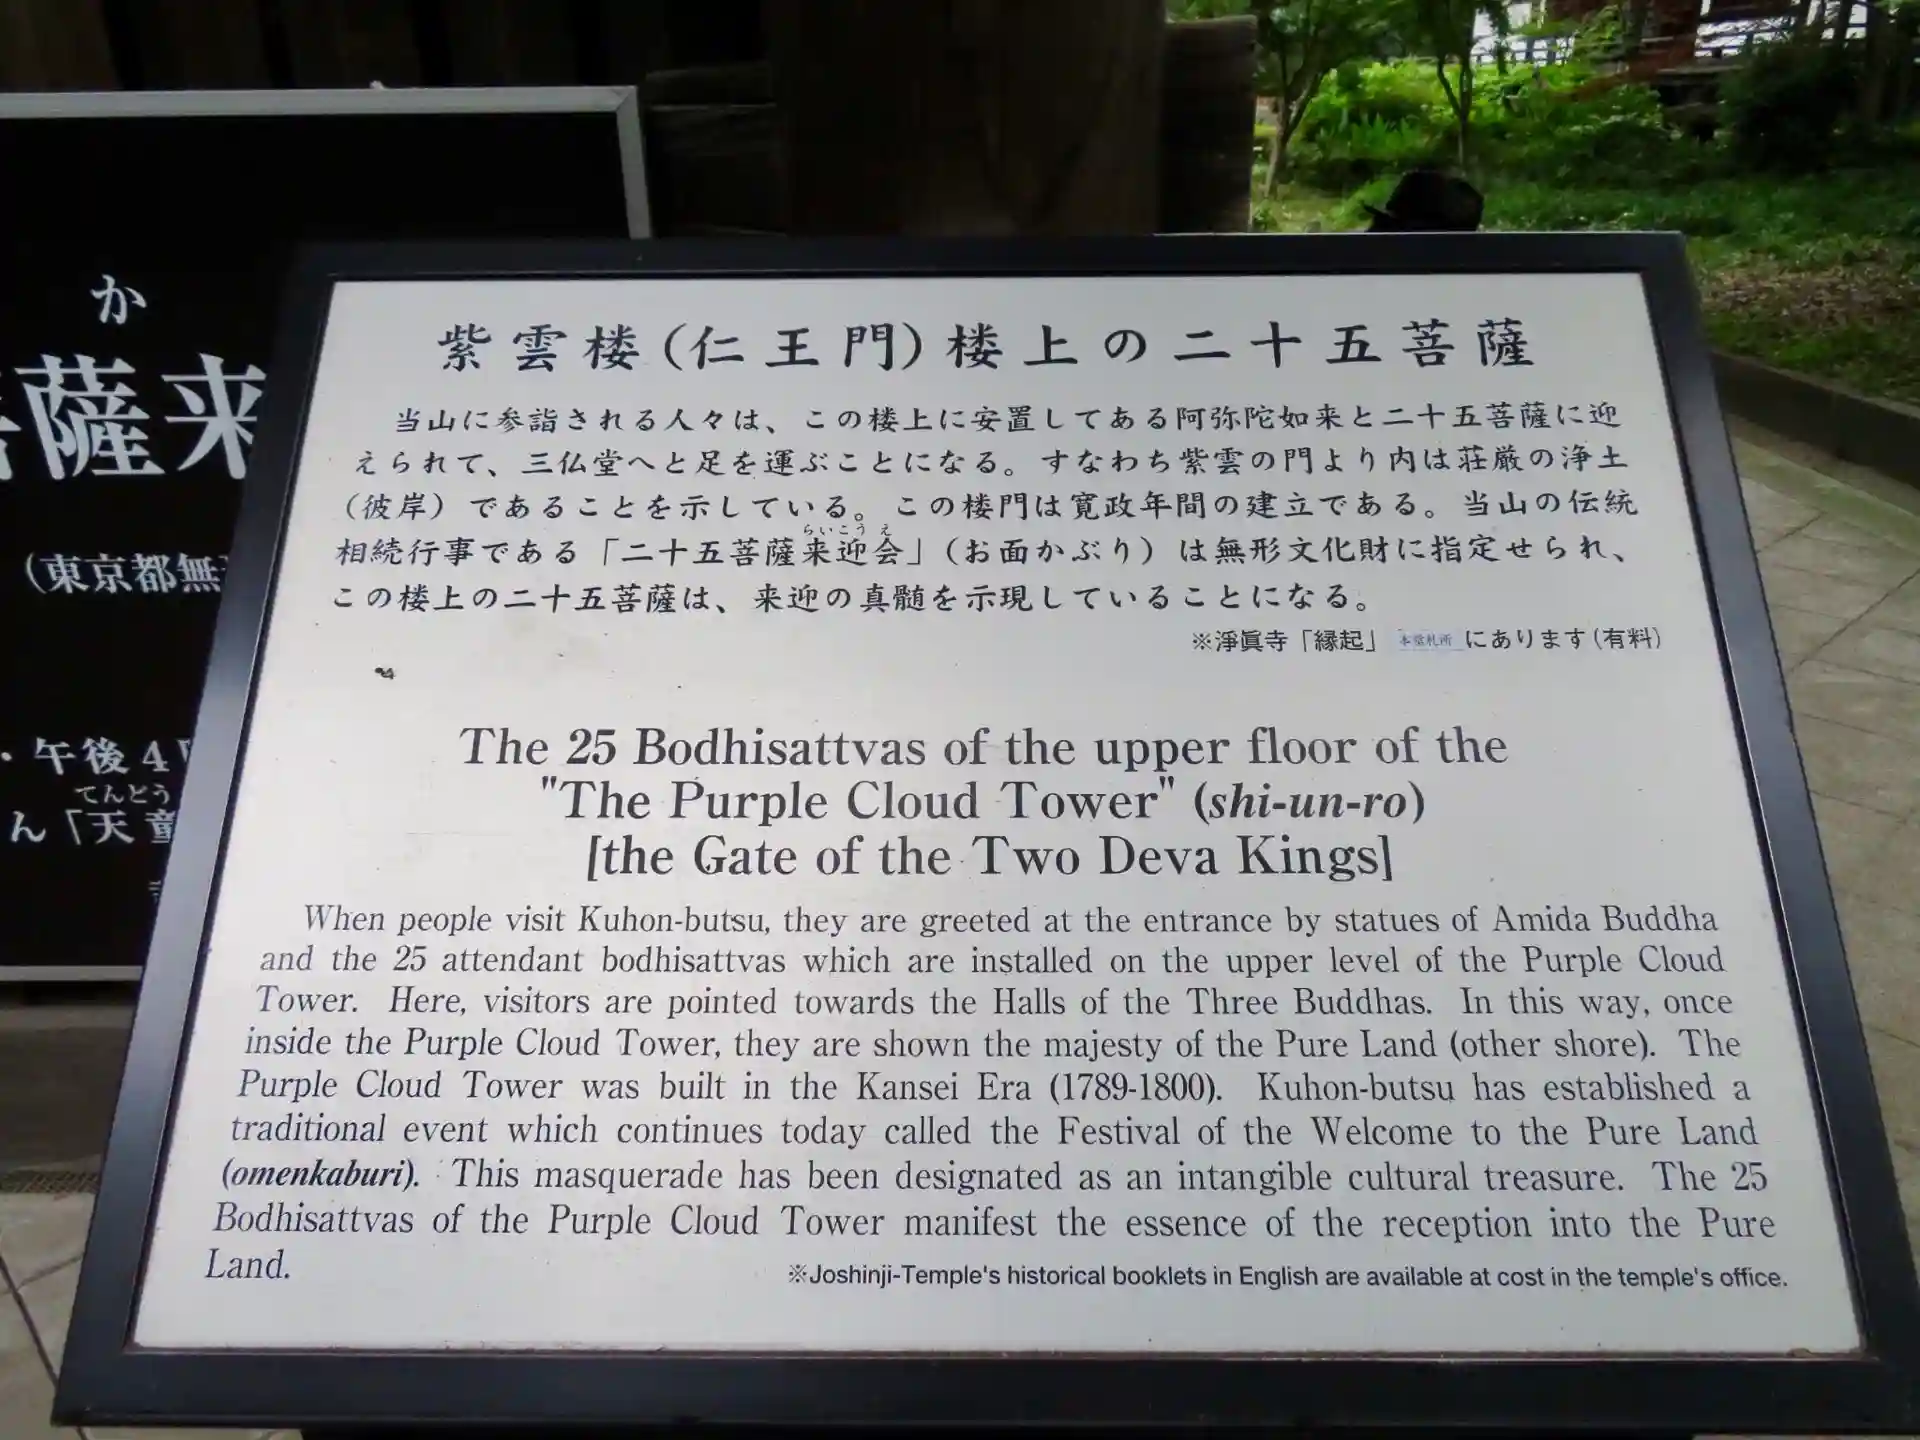 か
薩来
(東京都無
・午後4
てんどう
ん「天童
紫雲楼(仁王門)楼上の二十五菩薩
当山に参詣される人々は、この楼上に安置してある阿弥陀如来と二十五菩薩に迎
えられて、三仏堂へと足を運ぶことになる。すなわち紫雲の門より内は荘厳の浄土
（彼岸）であることを示している。この楼門は寛政年間の建立である。当山の伝統
らいこうえ
相続行事である「二十五菩薩来迎会」（お面かぶり）は無形文化財に指定せられ、
この楼上の二十五菩薩は、来迎の真髄を示現していることになる。
※淨眞寺「縁起」 本堂札所 にあります(有料)
The 25 Bodhisattvas of the upper floor of the
"The Purple Cloud Tower" (shi-un-ro)
[the Gate of the Two Deva Kings]
When people visit Kuhon-butsu, they are greeted at the entrance by statues of Amida Buddha
and the 25 attendant bodhisattvas which are installed on the upper level of the Purple Cloud
Tower. Here, visitors are pointed towards the Halls of the Three Buddhas. In this way, once
inside the Purple Cloud Tower, they are shown the majesty of the Pure Land (other shore). The
Purple Cloud Tower was built in the Kansei Era (1789-1800). Kuhon-butsu has established a
traditional event which continues today called the Festival of the Welcome to the Pure Land
(omenkaburi). This masquerade has been designated as an intangible cultural treasure. The 25
Bodhisattvas of the Purple Cloud Tower manifest the essence of the reception into the Pure
Land.
※Joshinji-Temple's historical booklets in English are available at cost in the temple's office.